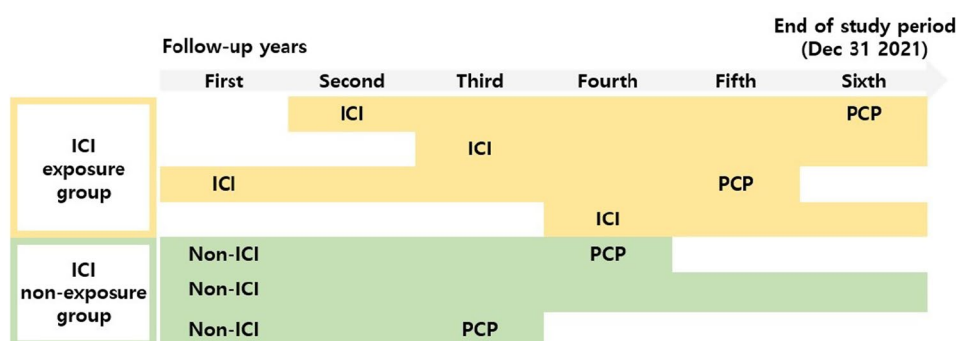 End of study period
(Dec 31 2021)
Follow-up years
First Second Third Fourth Fifth Sixth
ICI
exposure
group
ICI PCP
ICI
ICI PCP
ICI
ICI
non-exposure
group
Non-ICI PCP
Non-ICI
Non-ICI PCP